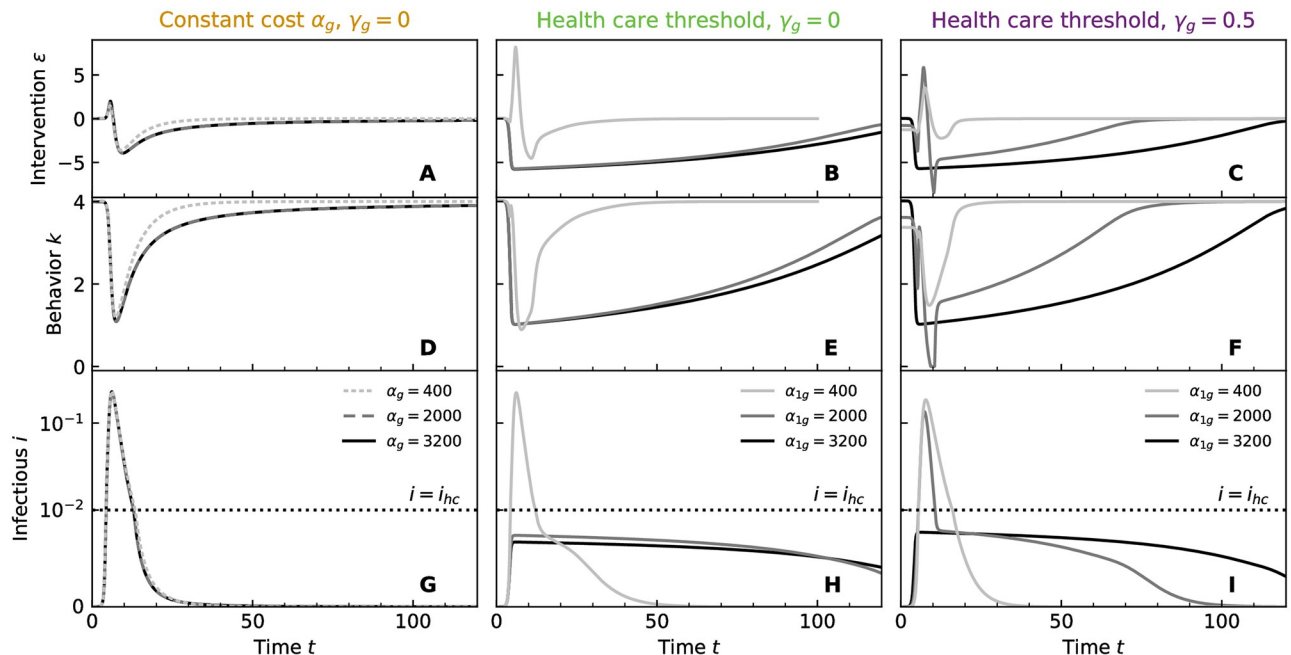 Constant cost αg, γg = 0
Health care threshold, γg = 0
Health care threshold, γg = 0.5
Intervention ε
5
0
−5
A
B
C
Behavior k
4
2
0
D
E
F
Infectious i
10⁻¹
10⁻²
0
αg = 400
αg = 2000
αg = 3200
i = ihc
G
α1g = 400
α1g = 2000
α1g = 3200
i = ihc
H
α1g = 400
α1g = 2000
α1g = 3200
i = ihc
I
0 50 100
0 50 100
0 50 100
Time t
Time t
Time t